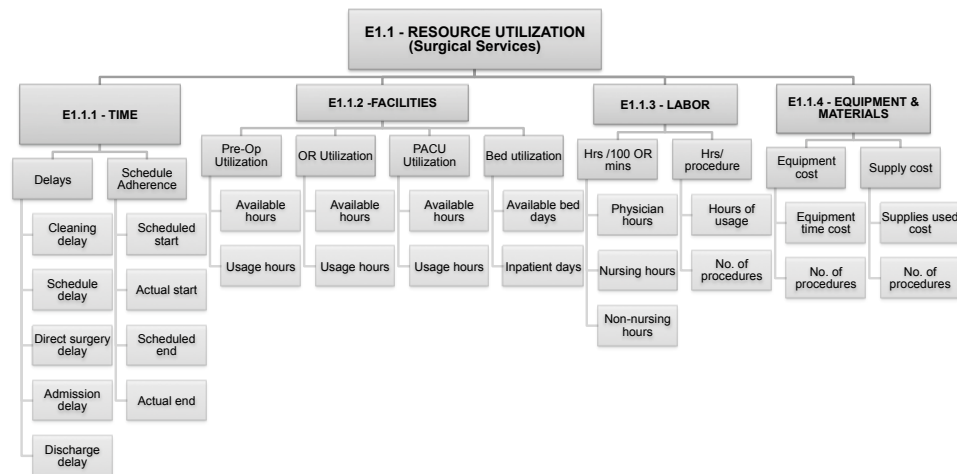 E1.1 - RESOURCE UTILIZATION
(Surgical Services)
E1.1.1 - TIME
Delays
Cleaning
delay
Schedule
delay
Direct surgery
delay
Admission
delay
Discharge
delay
Schedule
Adherence
Scheduled
start
Actual start
Scheduled
end
Actual end
E1.1.2 -FACILITIES
Pre-Op
Utilization
Available
hours
Usage hours
OR Utilization
Available
hours
Usage hours
PACU
Utilization
Available
hours
Usage hours
Bed utilization
Available bed
days
Inpatient days
E1.1.3 - LABOR
Hrs /100 OR
mins
Physician
hours
Nursing hours
Non-nursing
hours
Hrs/
procedure
Hours of
usage
No. of
procedures
E1.1.4 - EQUIPMENT &
MATERIALS
Equipment
cost
Equipment
time cost
No. of
procedures
Supply cost
Supplies used
cost
No. of
procedures